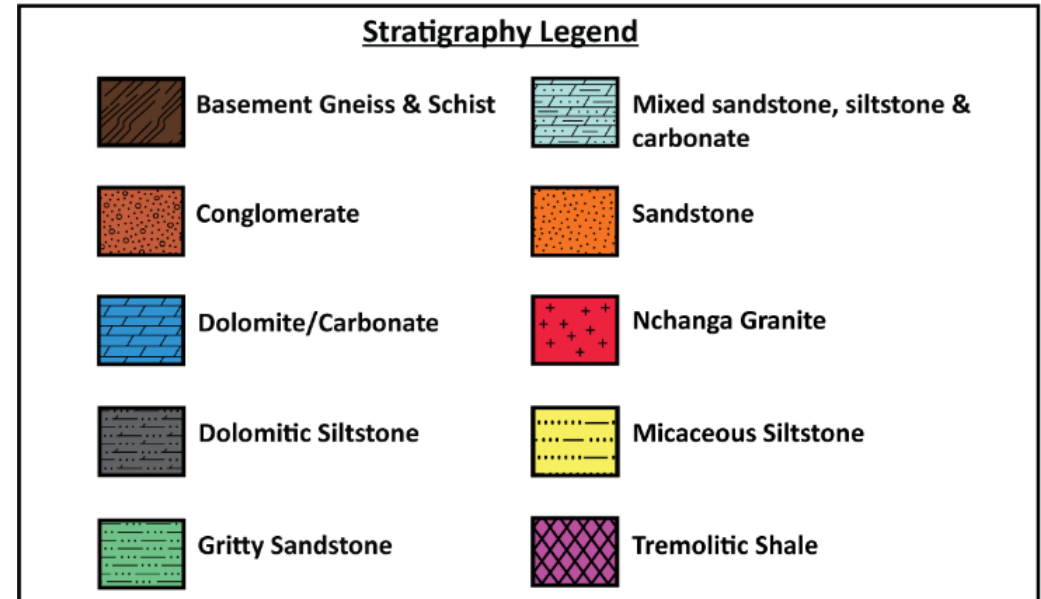 Stratigraphy Legend
Basement Gneiss & Schist
Mixed sandstone, siltstone &
carbonate
Conglomerate
Sandstone
Dolomite/Carbonate
Nchanga Granite
Dolomitic Siltstone
Micaceous Siltstone
Gritty Sandstone
Tremolitic Shale